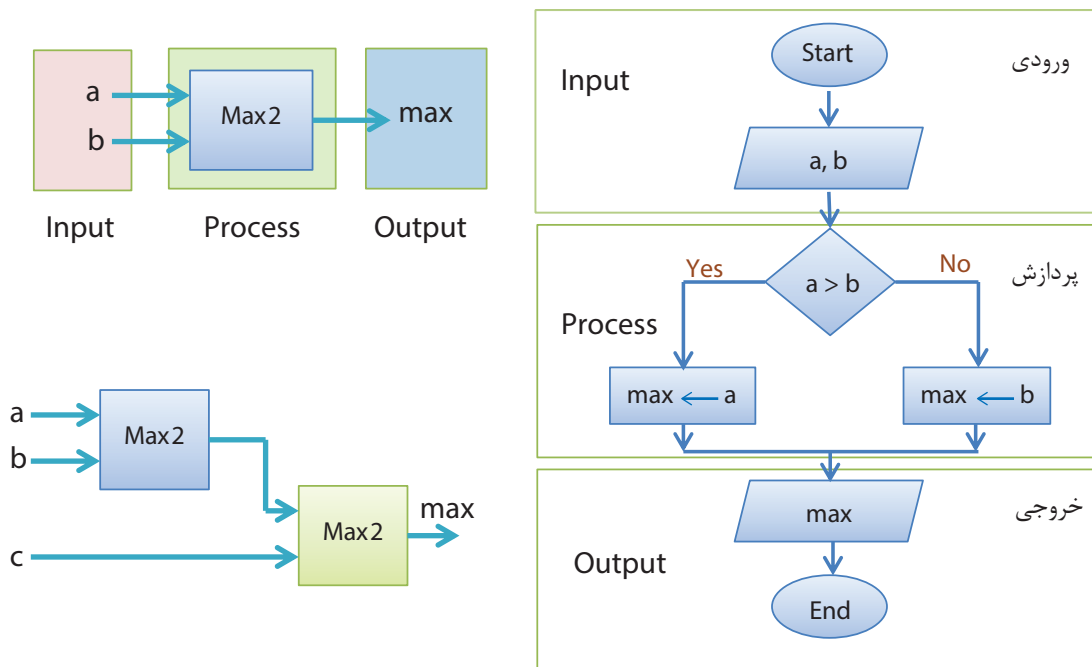 a
b
Max2
max
Input
Process
Output
a
b
Max2
c
Max2
max
Input
ورودی
Start
a, b
Process
پردازش
a > b
Yes
No
max ← a
max ← b
Output
خروجی
max
End